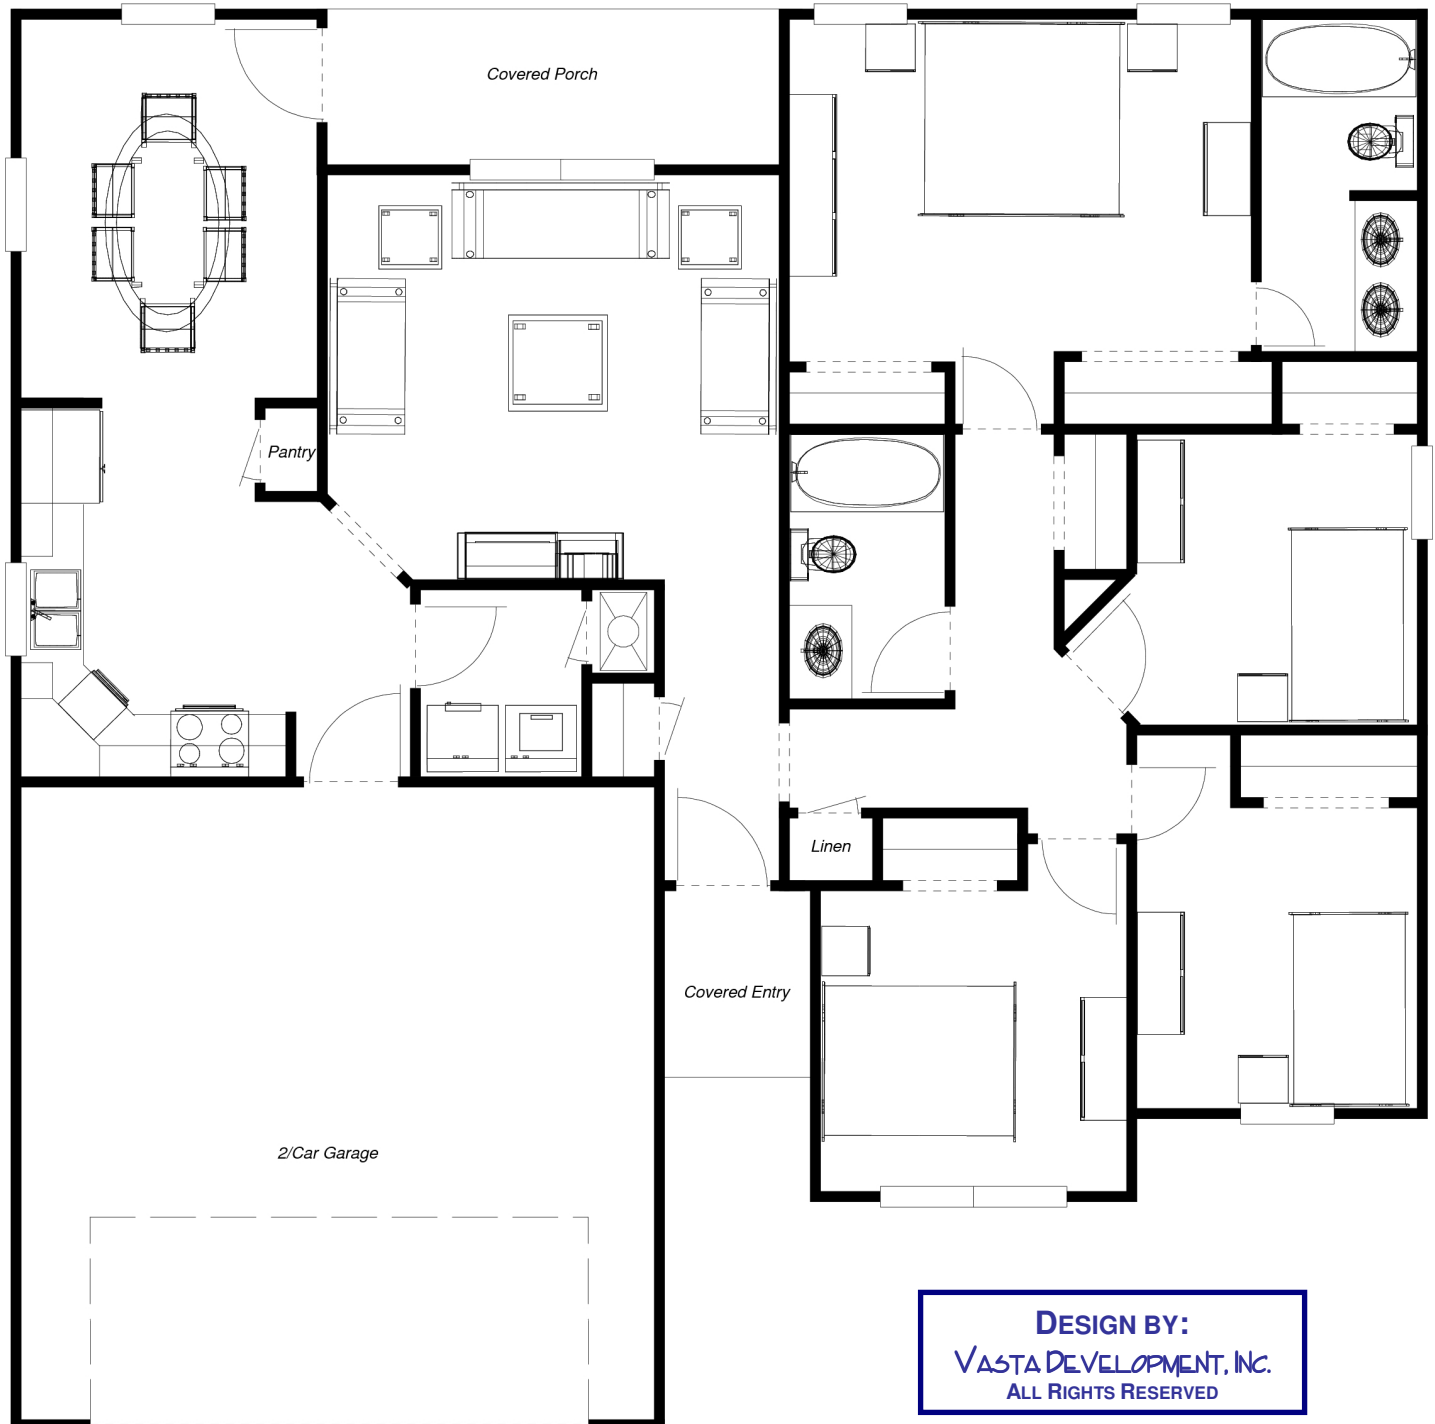 Covered Porch
Pantry
Linen
Covered Entry
2/Car Garage
DESIGN BY:
VASTA DEVELOPMENT, INC.
ALL RIGHTS RESERVED